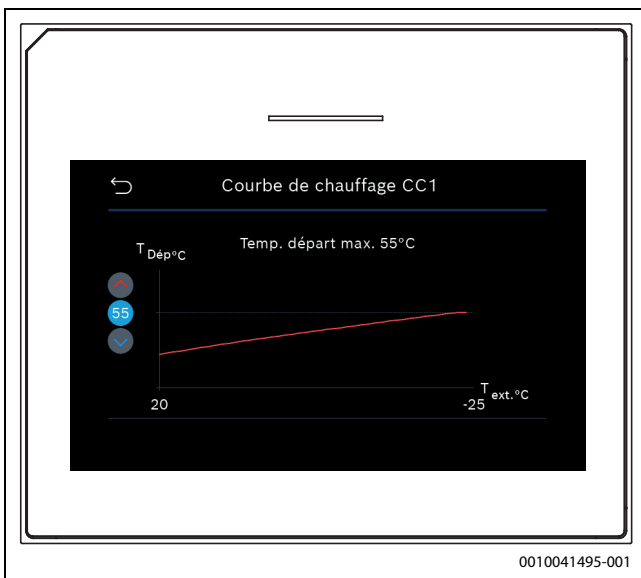 Courbe de chauffage CC1
Temp. départ max. 55°C
T Dép°C
55
20
-25
T ext.°C
0010041495-001